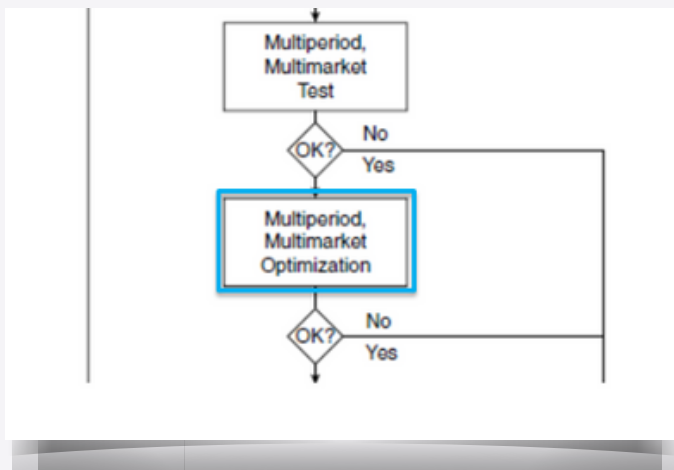 Multiperiod,
Multimarket
Test
OK?
No
Yes
Multiperiod,
Multimarket
Optimization
OK?
No
Yes